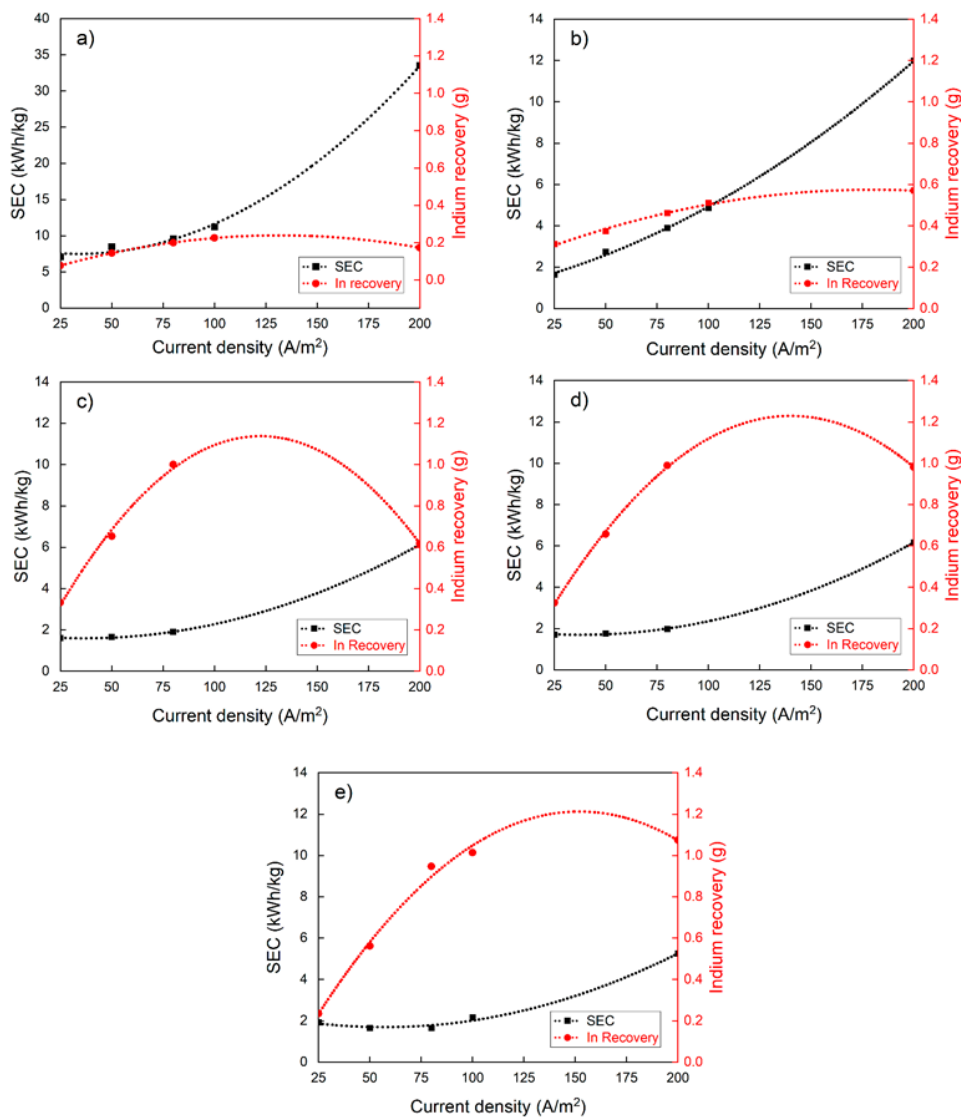 a)
SEC (kWh/kg)
40
35
30
25
20
15
10
5
0
25 50 75 100 125 150 175 200
Current density (A/m²)
1.4
1.2
1.0
0.8
0.6
0.4
0.2
0.0
Indium recovery (g)
SEC
In recovery
b)
SEC (kWh/kg)
14
12
10
8
6
4
2
0
25 50 75 100 125 150 175 200
Current density (A/m²)
1.4
1.2
1.0
0.8
0.6
0.4
0.2
0.0
Indium recovery (g)
SEC
In Recovery
c)
SEC (kWh/kg)
14
12
10
8
6
4
2
0
25 50 75 100 125 150 175 200
Current density (A/m²)
1.4
1.2
1.0
0.8
0.6
0.4
0.2
0.0
Indium recovery (g)
SEC
In Recovery
d)
SEC (kWh/kg)
14
12
10
8
6
4
2
0
25 50 75 100 125 150 175 200
Current density (A/m²)
1.4
1.2
1.0
0.8
0.6
0.4
0.2
0.0
Indium recovery (g)
SEC
In Recovery
e)
SEC (kWh/kg)
14
12
10
8
6
4
2
0
25 50 75 100 125 150 175 200
Current density (A/m²)
1.4
1.2
1.0
0.8
0.6
0.4
0.2
0.0
Indium recovery (g)
SEC
In Recovery